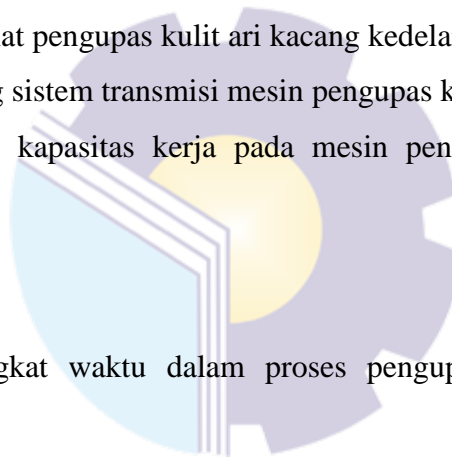 at pengupas kulit ari kacang kedela
sistem transmisi mesin pengupas k
kapasitas kerja pada mesin pen
gkat waktu dalam proses pengup